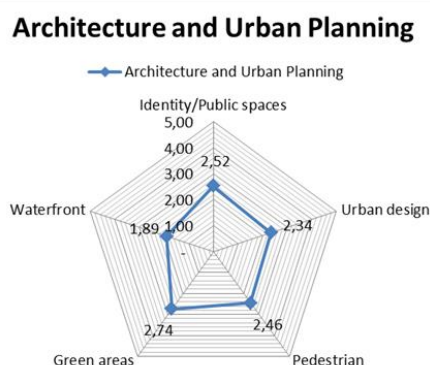 Architecture and Urban Planning
Architecture and Urban Planning
Identity/Public spaces
5,00
4,00
3,00
2,00
1,00
-
2,52
Urban design
2,34
Pedestrian
2,46
Green areas
2,74
Waterfront
1,89